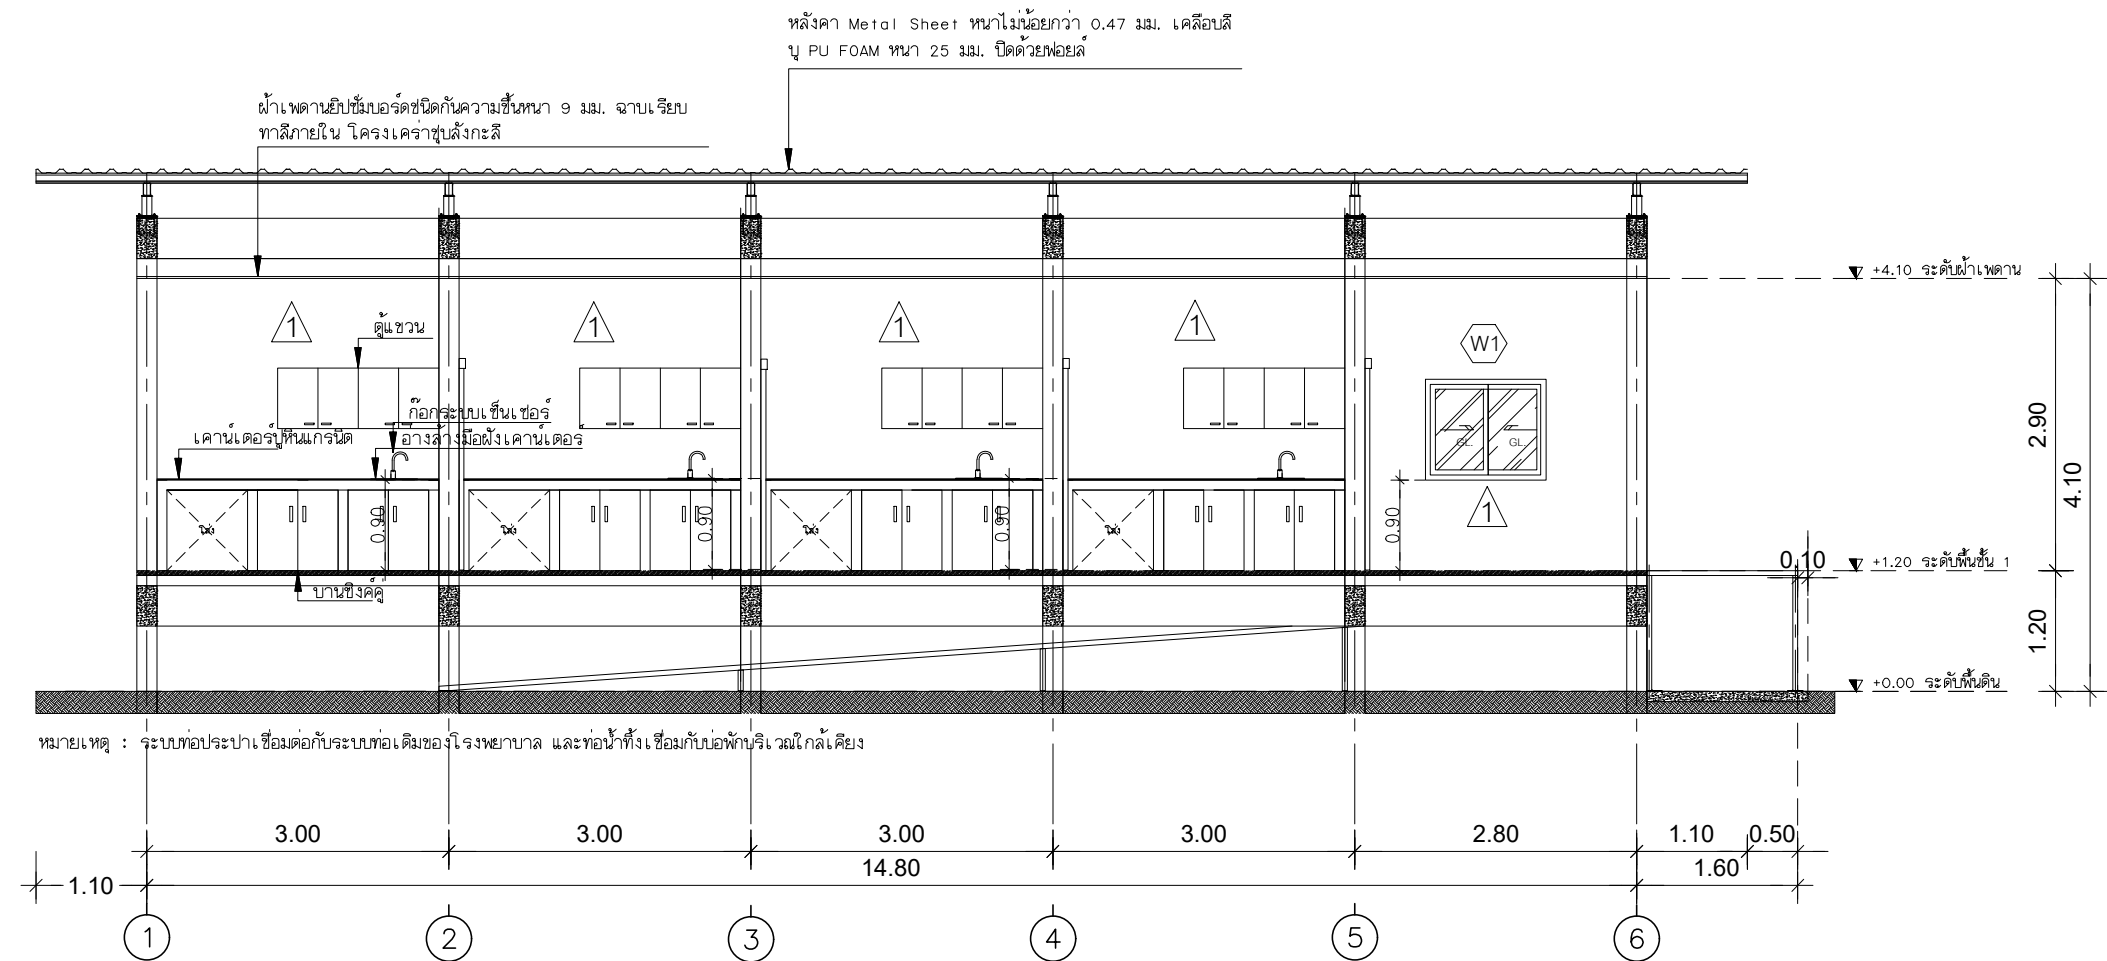 หลังคา Metal Sheet หนาไม่น้อยกว่า 0.47 มม. เคลือบสี
บุ PU FOAM หนา 25 มม. ปิดด้วยฟอยล์
ฝ้าเพดานยิปซั่มบอร์ดชนิดกันความชื้นหนา 9 มม. ฉาบเรียบ
ทาสีภายใน โครงเคร่าชุบสังกะสี
+4.10 ระดับฝ้าเพดาน
1
1
1
1
ตู้แขวน
W1
ก๊อกระบบเซ็นเซอร์
เคาน์เตอร์ปูหินแกรนิต
อ่างล้างมือฝังเคาน์เตอร์
GL.
GL.
2.90
4.10
1
โล่ง
โล่ง
โล่ง
โล่ง
0.90
0.90
0.90
0.90
0.10
+1.20 ระดับพื้นชั้น 1
บานซิงค์คู่
1.20
+0.00 ระดับพื้นดิน
หมายเหตุ : ระบบท่อประปาเชื่อมต่อกับระบบท่อเดิมของโรงพยาบาล และท่อน้ำทิ้งเชื่อมกับบ่อพักบริเวณใกล้เคียง
3.00
3.00
3.00
3.00
2.80
1.10
0.50
1.10
14.80
1.60
1
2
3
4
5
6